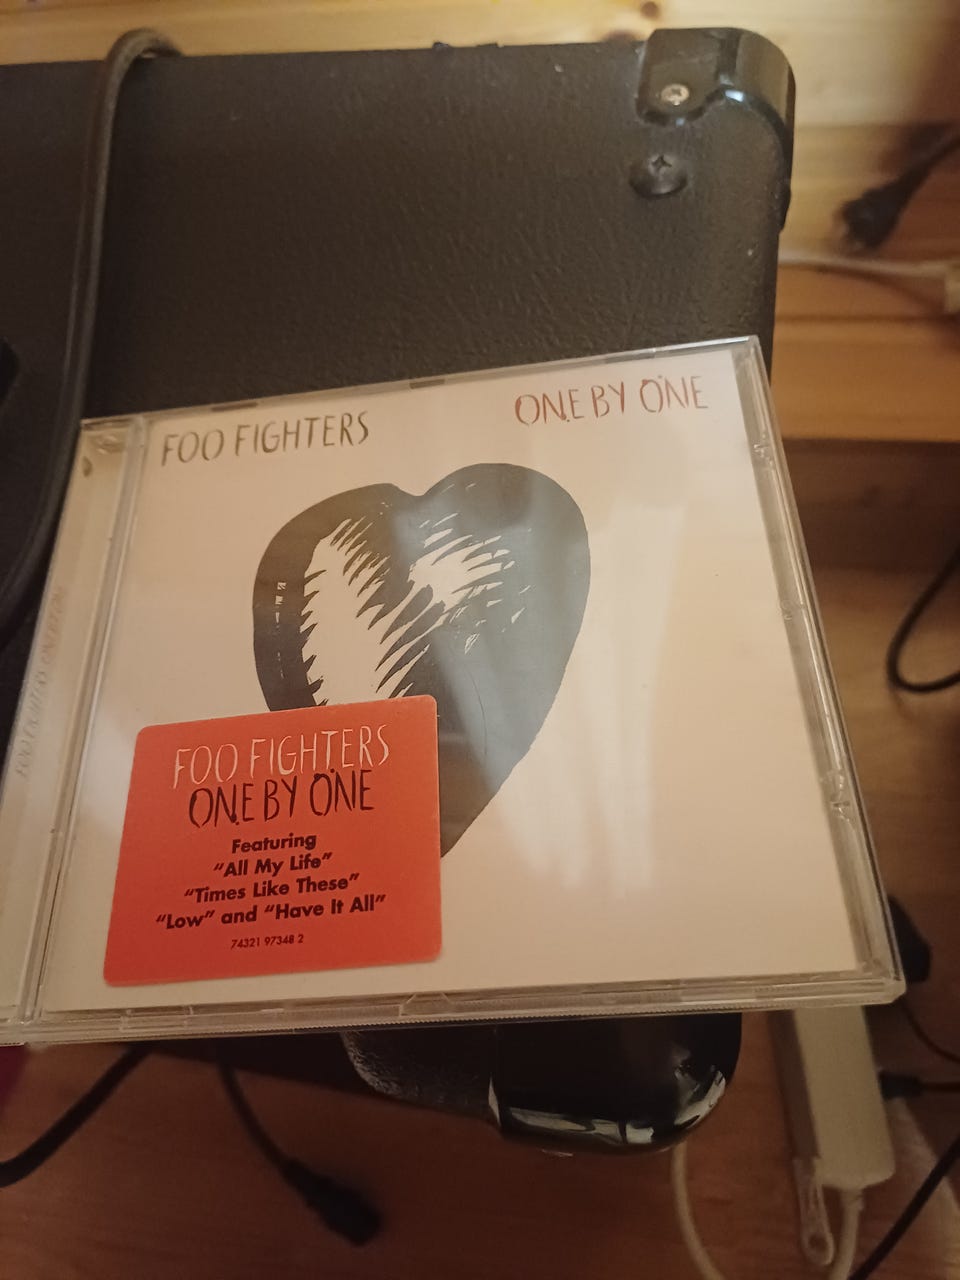 FOO FIGHTERS
ONE BY ONE
FOO FIGHTERS
ONE BY ONE
Featuring
“All My Life”
“Times Like These”
“Low” and “Have It All”
74321 97348 2